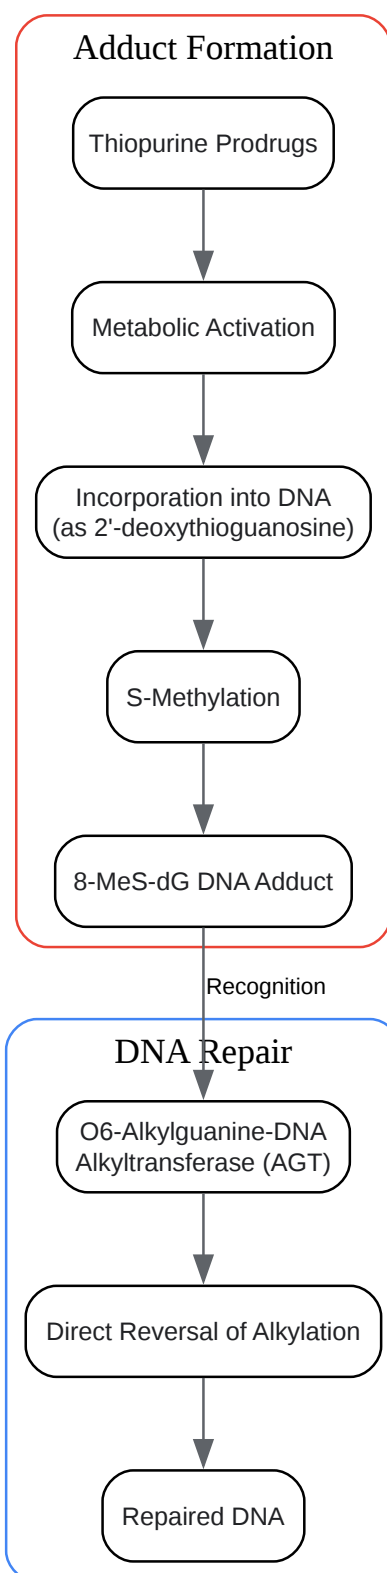 Adduct Formation
Thiopurine Prodrugs
Metabolic Activation
Incorporation into DNA
(as 2'-deoxythioguanosine)
S-Methylation
8-MeS-dG DNA Adduct
Recognition
DNA Repair
O6-Alkylguanine-DNA
Alkyltransferase (AGT)
Direct Reversal of Alkylation
Repaired DNA